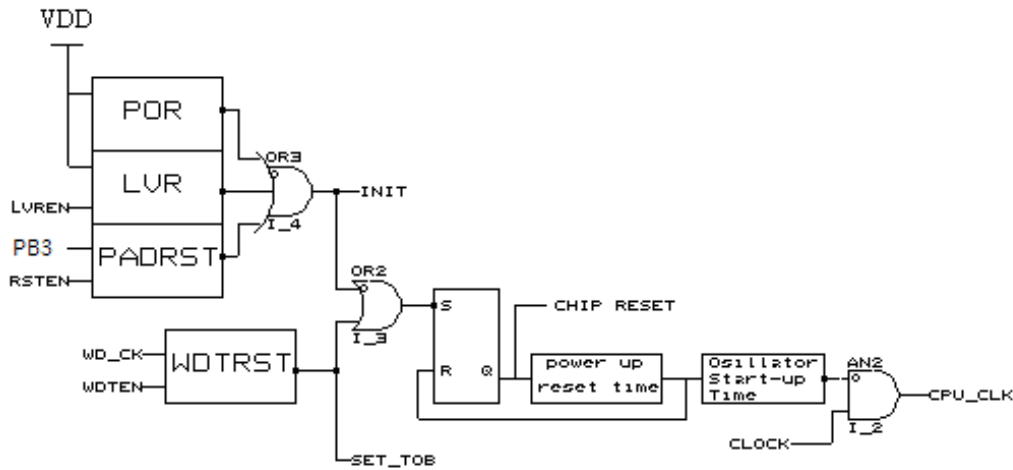 VDD
POR
OR3
LVR
INIT
LVREN
I_4
PB3
PADRST
RSTEN
OR2
S
CHIP RESET
I_3
WD_CK
WDTRST
WDTEN
R Q
power up
reset time
Osillator
Start-up
Time
AN2
CPU_CLK
I_2
CLOCK
SET_TOB